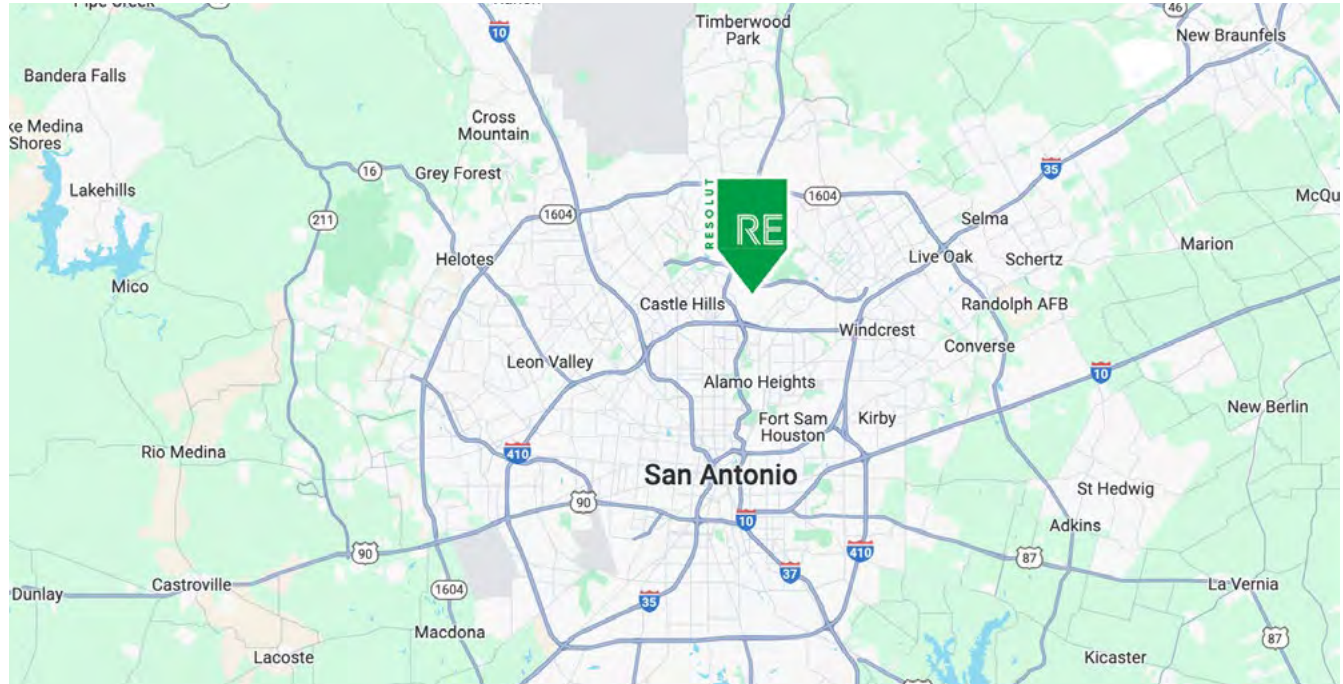 Pipe Creek
10
46
Timberwood
Park
New Braunfels
Bandera Falls
Cross
Mountain
Medina
Shores
16
Grey Forest
35
Lakehills
211
1604
RESOLUT
RE
1604
McQu
Selma
Marion
Helotes
Live Oak
Schertz
Mico
Castle Hills
Randolph AFB
Windcrest
Converse
Leon Valley
10
Alamo Heights
Fort Sam
Houston
Kirby
New Berlin
Rio Medina
410
San Antonio
90
St Hedwig
10
Adkins
90
410
87
Castroville
37
La Vernia
Dunlay
1604
35
Macdona
87
Lacoste
Kicaster